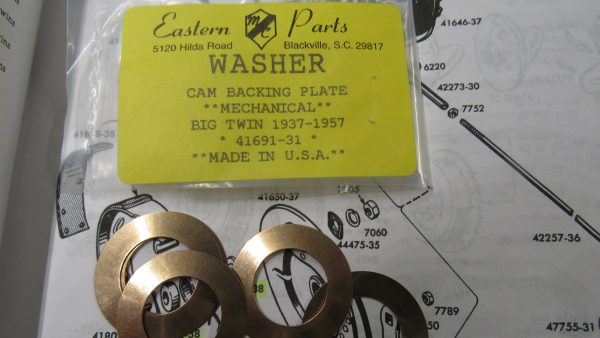 Eastern Parts
MC
5120 Hilda Road Blackville, S.C. 29817
WASHER
CAM BACKING PLATE
**MECHANICAL**
BIG TWIN 1937-1957
* 41691-31 *
**MADE IN U.S.A.**
41646-37
6220
42273-30
7752
41650-37
7060
44475-35
42257-36
7789
47755-31